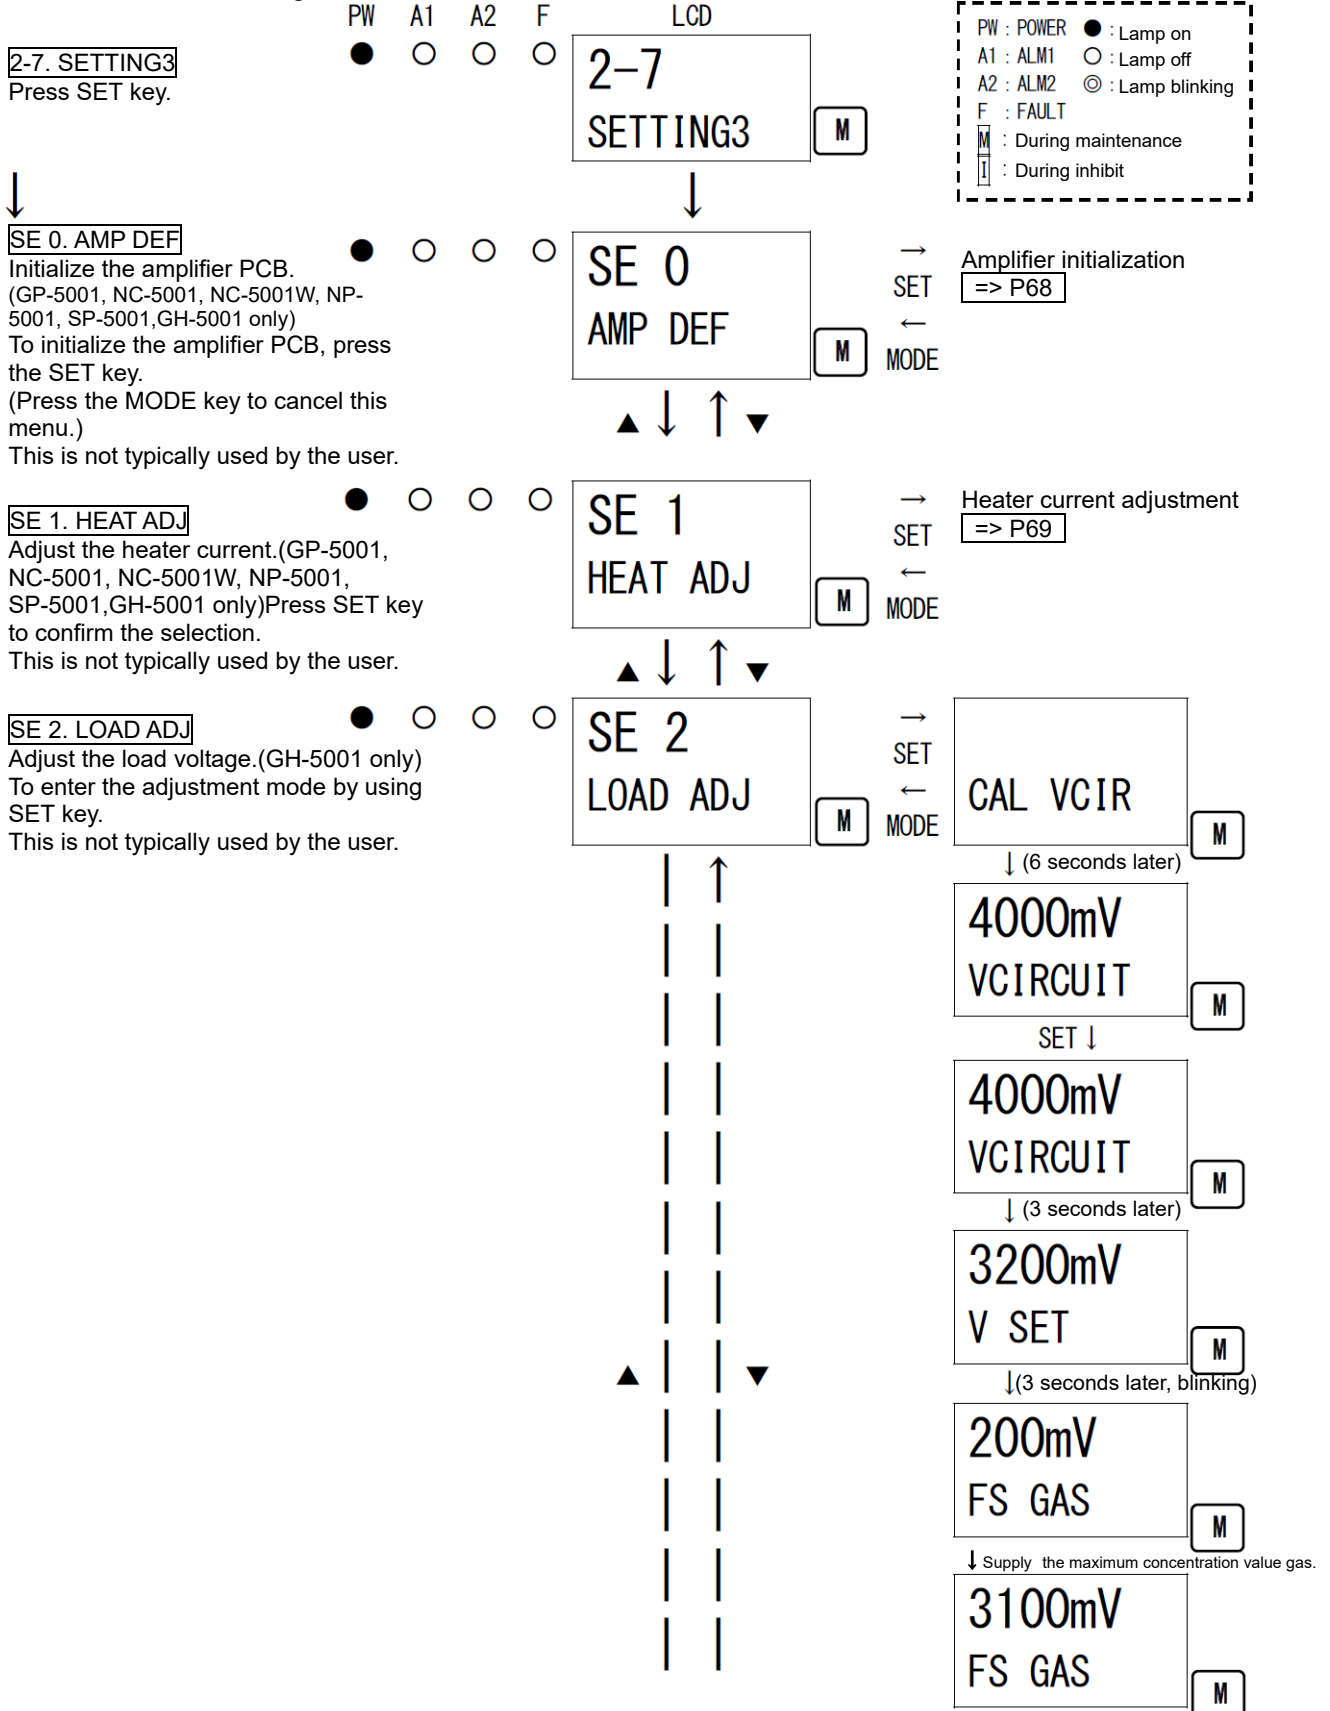 PW A1 A2 F LCD
PW : POWER ● : Lamp on
A1 : ALM1 ○ : Lamp off
A2 : ALM2 ◎ : Lamp blinking
F : FAULT
M : During maintenance
I : During inhibit
2-7. SETTING3
Press SET key.
● ○ ○ ○
2-7
SETTING3
M
↓
↓
SE 0. AMP DEF
Initialize the amplifier PCB.
(GP-5001, NC-5001, NC-5001W, NP-
5001, SP-5001,GH-5001 only)
To initialize the amplifier PCB, press
the SET key.
(Press the MODE key to cancel this
menu.)
This is not typically used by the user.
● ○ ○ ○
SE 0
AMP DEF
M
→
SET
←
MODE
Amplifier initialization
=> P68
▲ ↓ ↑ ▼
SE 1. HEAT ADJ
Adjust the heater current.(GP-5001,
NC-5001, NC-5001W, NP-5001,
SP-5001,GH-5001 only)Press SET key
to confirm the selection.
This is not typically used by the user.
● ○ ○ ○
SE 1
HEAT ADJ
M
→
SET
←
MODE
Heater current adjustment
=> P69
▲ ↓ ↑ ▼
SE 2. LOAD ADJ
Adjust the load voltage.(GH-5001 only)
To enter the adjustment mode by using
SET key.
This is not typically used by the user.
● ○ ○ ○
SE 2
LOAD ADJ
M
→
SET
←
MODE
CAL VCIR
M
↓ (6 seconds later)
4000mV
VCIRCUIT
M
SET ↓
4000mV
VCIRCUIT
M
↓ (3 seconds later)
3200mV
V SET
M
▲ ▼
↓(3 seconds later, blinking)
200mV
FS GAS
M
↓ Supply the maximum concentration value gas.
3100mV
FS GAS
M